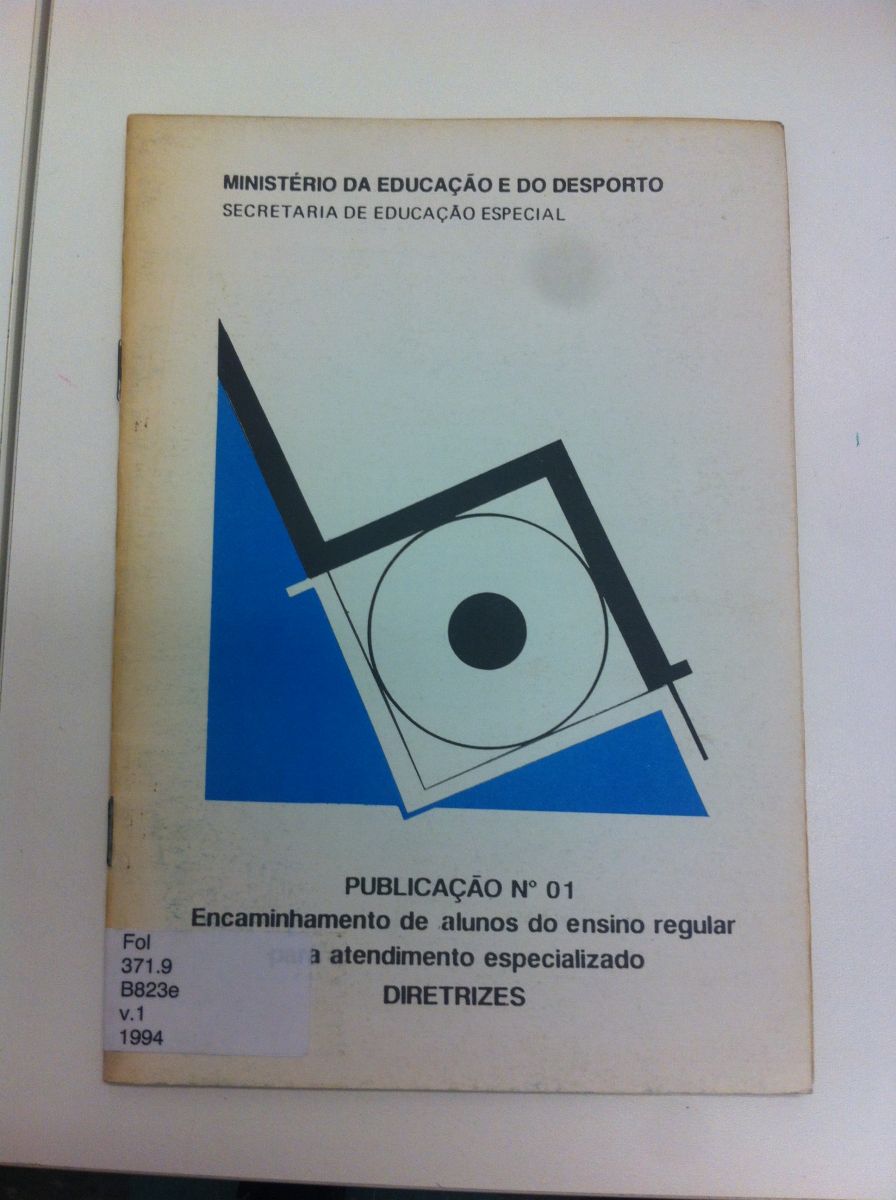 MINISTÉRIO DA EDUCAÇÃO E DO DESPORTO
SECRETARIA DE EDUCAÇÃO ESPECIAL
PUBLICAÇÃO N° 01
Encaminhamento de alunos do ensino regular
para atendimento especializado
DIRETRIZES
Fol
371.9
B823e
v.1
1994